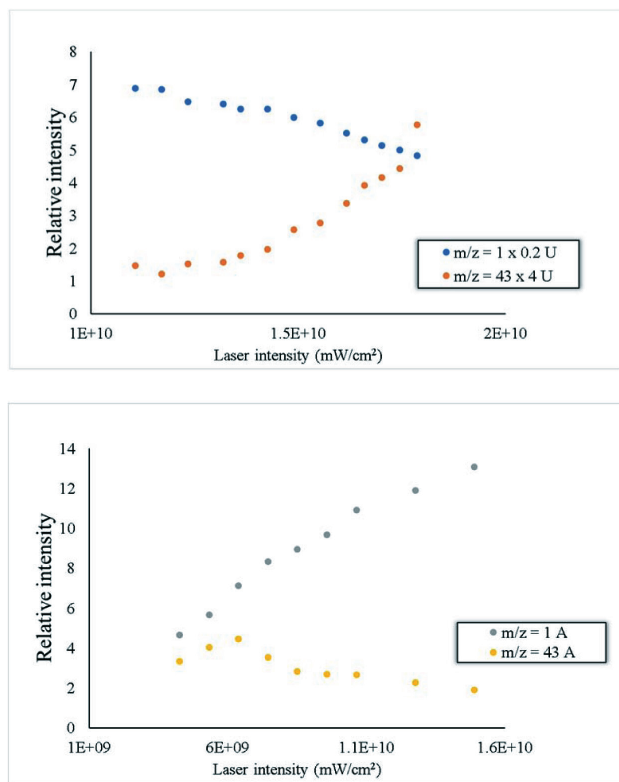 8
7
6
5
4
3
2
1
0
Relative intensity
m/z = 1 x 0.2 U
m/z = 43 x 4 U
1E+10
1.5E+10
2E+10
Laser intensity (mW/cm²)
14
12
10
8
6
4
2
0
Relative intensity
m/z = 1 A
m/z = 43 A
1E+09
6E+09
1.1E+10
1.6E+10
Laser intensity (mW/cm²)